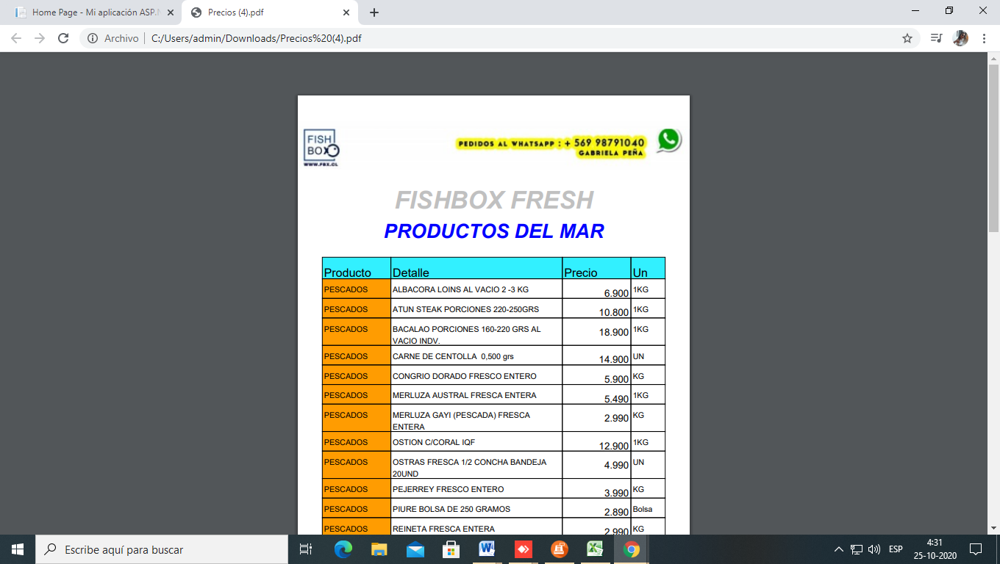 Home Page - Mi aplicación ASP.N
Precios (4).pdf
Archivo
C:/Users/admin/Downloads/Precios%20(4).pdf
FISH
BOX
WWW.FBX.CL
PEDIDOS AL WHATSAPP : + 569 98791040
GABRIELA PEÑA
FISHBOX FRESH
PRODUCTOS DEL MAR
Producto Detalle Precio Un
PESCADOS ALBACORA LOINS AL VACIO 2 -3 KG 6.900 1KG
PESCADOS ATUN STEAK PORCIONES 220-250GRS 10.800 1KG
PESCADOS BACALAO PORCIONES 160-220 GRS AL 18.900 1KG
VACIO INDV.
PESCADOS CARNE DE CENTOLLA 0,500 grs 14.900 UN
PESCADOS CONGRIO DORADO FRESCO ENTERO 5.900 KG
PESCADOS MERLUZA AUSTRAL FRESCA ENTERA 5.490 1KG
PESCADOS MERLUZA GAYI (PESCADA) FRESCA 2.990 KG
ENTERA
PESCADOS OSTION C/CORAL IQF 12.900 1KG
PESCADOS OSTRAS FRESCA 1/2 CONCHA BANDEJA 4.990 UN
20UND
PESCADOS PEJERREY FRESCO ENTERO 3.990 KG
PESCADOS PIURE BOLSA DE 250 GRAMOS 2.890 Bolsa
PESCADOS REINETA FRESCA ENTERA 2.990 KG
Escribe aquí para buscar
ESP
4:31
25-10-2020